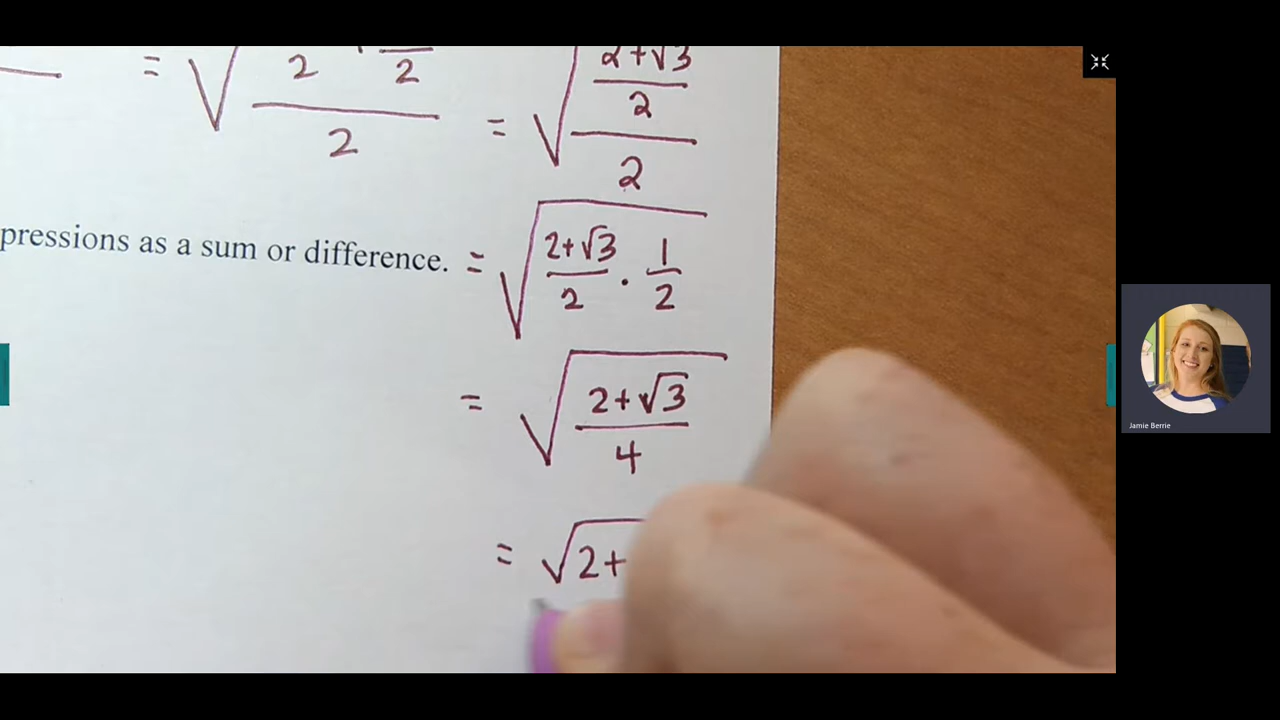 = √ 2 + — 2 / 2 = √ 2+√3 / 2 / 2
pressions as a sum or difference. = √ 2+√3 / 2 · 1 / 2
= √ 2+√3 / 4
= √2+
Jamie Berrie